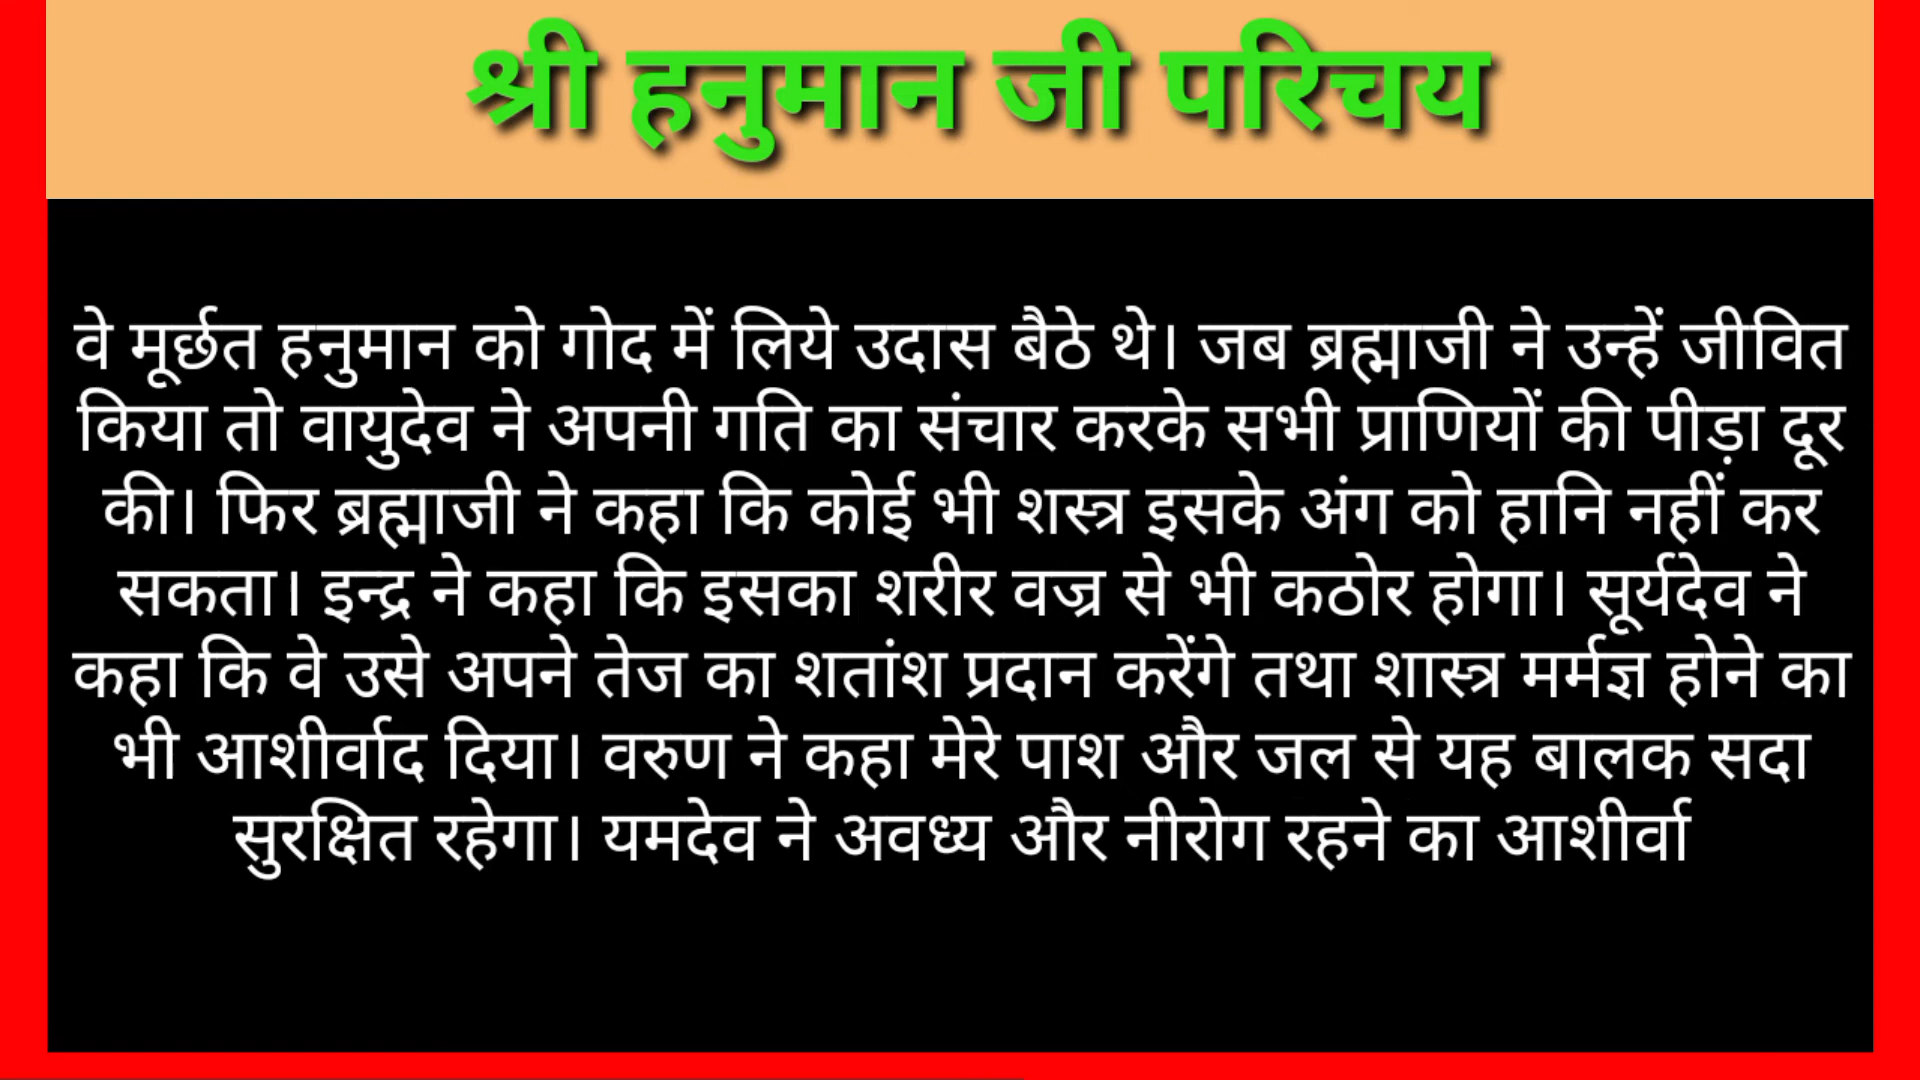 श्री हनुमान जी परिचय
वे मूर्छत हनुमान को गोद में लिये उदास बैठे थे। जब ब्रह्माजी ने उन्हें जीवित
किया तो वायुदेव ने अपनी गति का संचार करके सभी प्राणियों की पीड़ा दूर
की। फिर ब्रह्माजी ने कहा कि कोई भी शस्त्र इसके अंग को हानि नहीं कर
सकता। इन्द्र ने कहा कि इसका शरीर वज्र से भी कठोर होगा। सूर्यदेव ने
कहा कि वे उसे अपने तेज का शतांश प्रदान करेंगे तथा शास्त्र मर्मज्ञ होने का
भी आशीर्वाद दिया। वरुण ने कहा मेरे पाश और जल से यह बालक सदा
सुरक्षित रहेगा। यमदेव ने अवध्य और नीरोग रहने का आशीर्वा